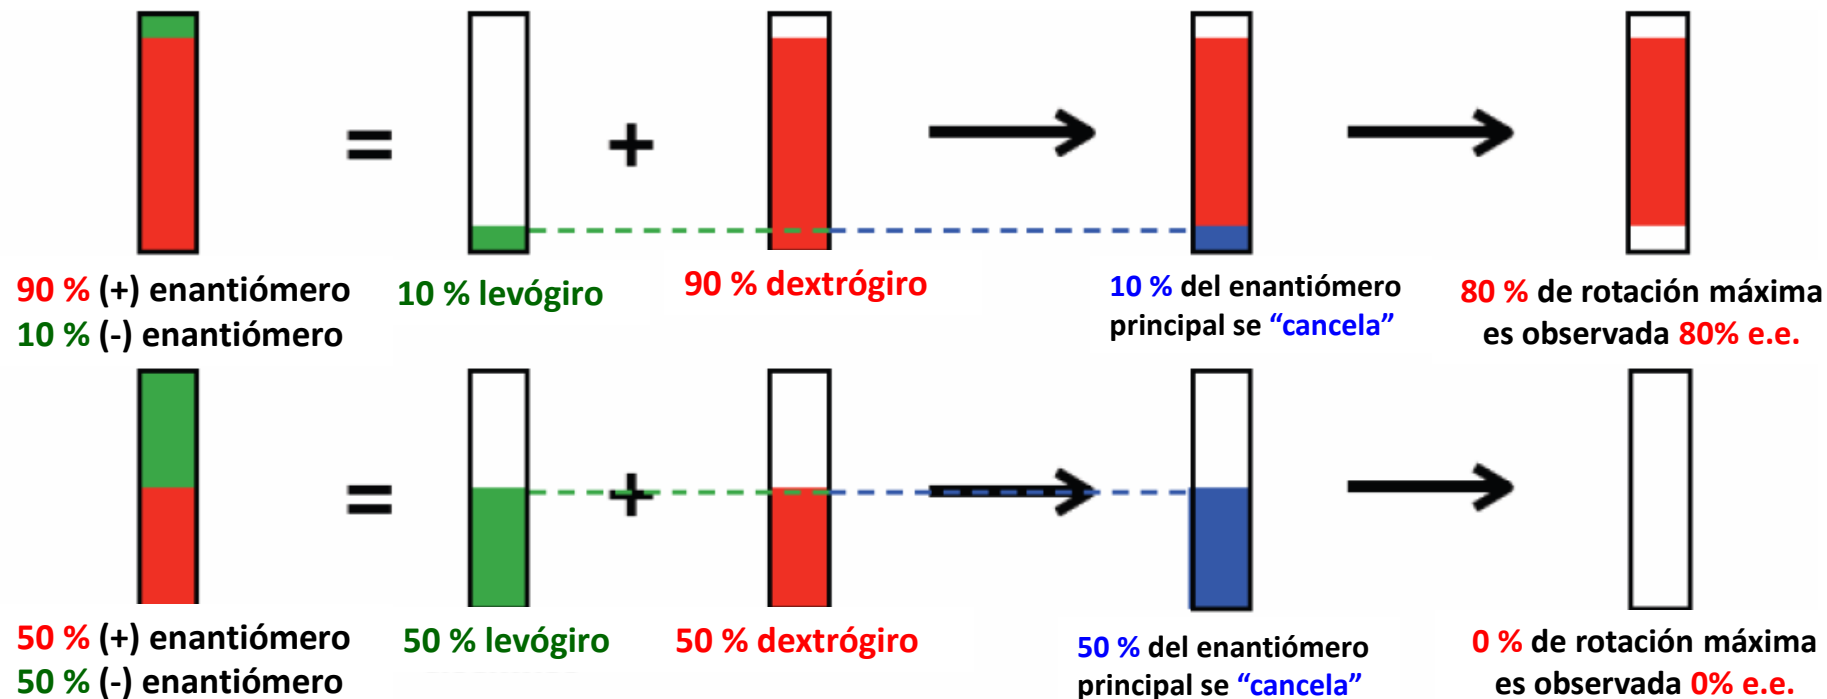 =
+
90 % (+) enantiómero
10 % (-) enantiómero
10 % levógiro
90 % dextrógiro
10 % del enantiómero
principal se “cancela”
80 % de rotación máxima
es observada 80% e.e.
=
+
50 % (+) enantiómero
50 % (-) enantiómero
50 % levógiro
50 % dextrógiro
50 % del enantiómero
principal se “cancela”
0 % de rotación máxima
es observada 0% e.e.